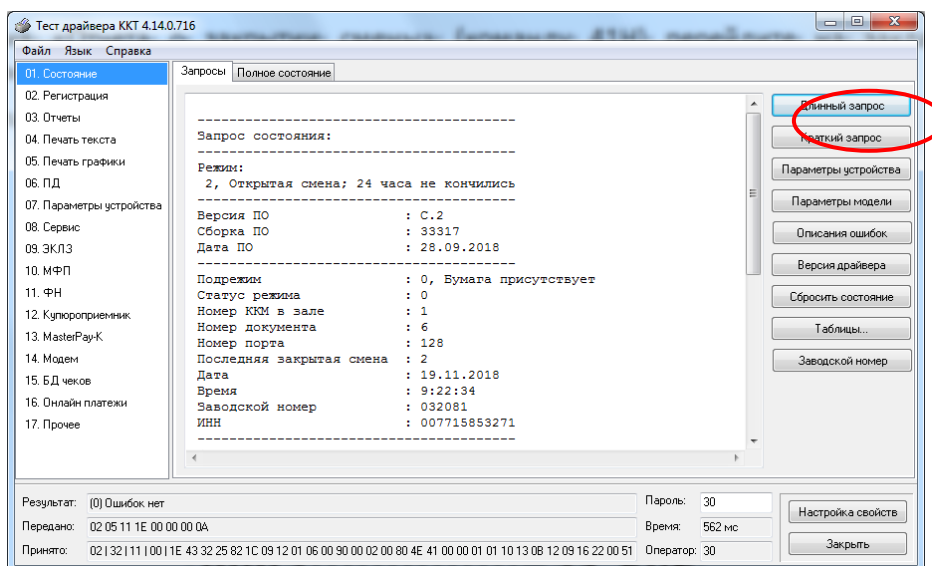 Тест драйвера ККТ 4.14.0.716
Файл Язык Справка
01. Состояние
02. Регистрация
03. Отчеты
04. Печать текста
05. Печать графики
06. ПД
07. Параметры устройства
08. Сервис
09. ЭКЛЗ
10. МФП
11. ФН
12. Купюроприемник
13. MasterPay-K
14. Модем
15. БД чеков
16. Онлайн платежи
17. Прочее
Запросы Полное состояние
----------------------------------------
Запрос состояния:
----------------------------------------
Режим:
2, Открытая смена; 24 часа не кончились
----------------------------------------
Версия ПО : C.2
Сборка ПО : 33317
Дата ПО : 28.09.2018
----------------------------------------
Подрежим : 0, Бумага присутствует
Статус режима : 0
Номер ККМ в зале : 1
Номер документа : 6
Номер порта : 128
Последняя закрытая смена : 2
Дата : 19.11.2018
Время : 9:22:34
Заводской номер : 032081
ИНН : 007715853271
----------------------------------------
Длинный запрос
Краткий запрос
Параметры устройства
Параметры модели
Описания ошибок
Версия драйвера
Сбросить состояние
Таблицы...
Заводской номер
Результат: (0) Ошибок нет
Передано: 02 05 11 1E 00 00 00 0A
Принято: 02 | 32 | 11 | 00 | 1E 43 32 25 82 1C 09 12 01 06 00 90 00 02 00 80 4E 41 00 00 01 01 10 13 0B 12 09 16 22 00 51
Пароль: 30
Время: 562 мс
Оператор: 30
Настройка свойств
Закрыть